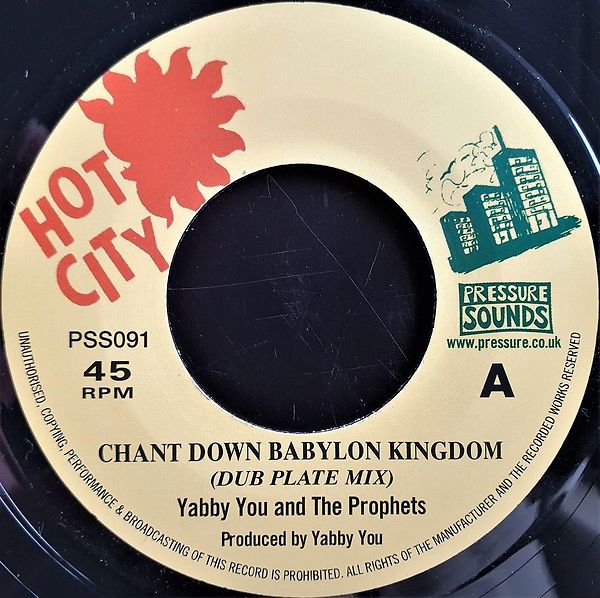 HOT
CITY
PRESSURE
SOUNDS
www.pressure.co.uk
PSS091
45
RPM
A
CHANT DOWN BABYLON KINGDOM
(DUB PLATE MIX)
Yabby You and The Prophets
Produced by Yabby You
UNAUTHORISED, COPYING, PERFORMANCE & BROADCASTING OF THIS RECORD IS PROHIBITED. ALL RIGHTS OF THE MANUFACTURER AND THE RECORDED WORKS RESERVED